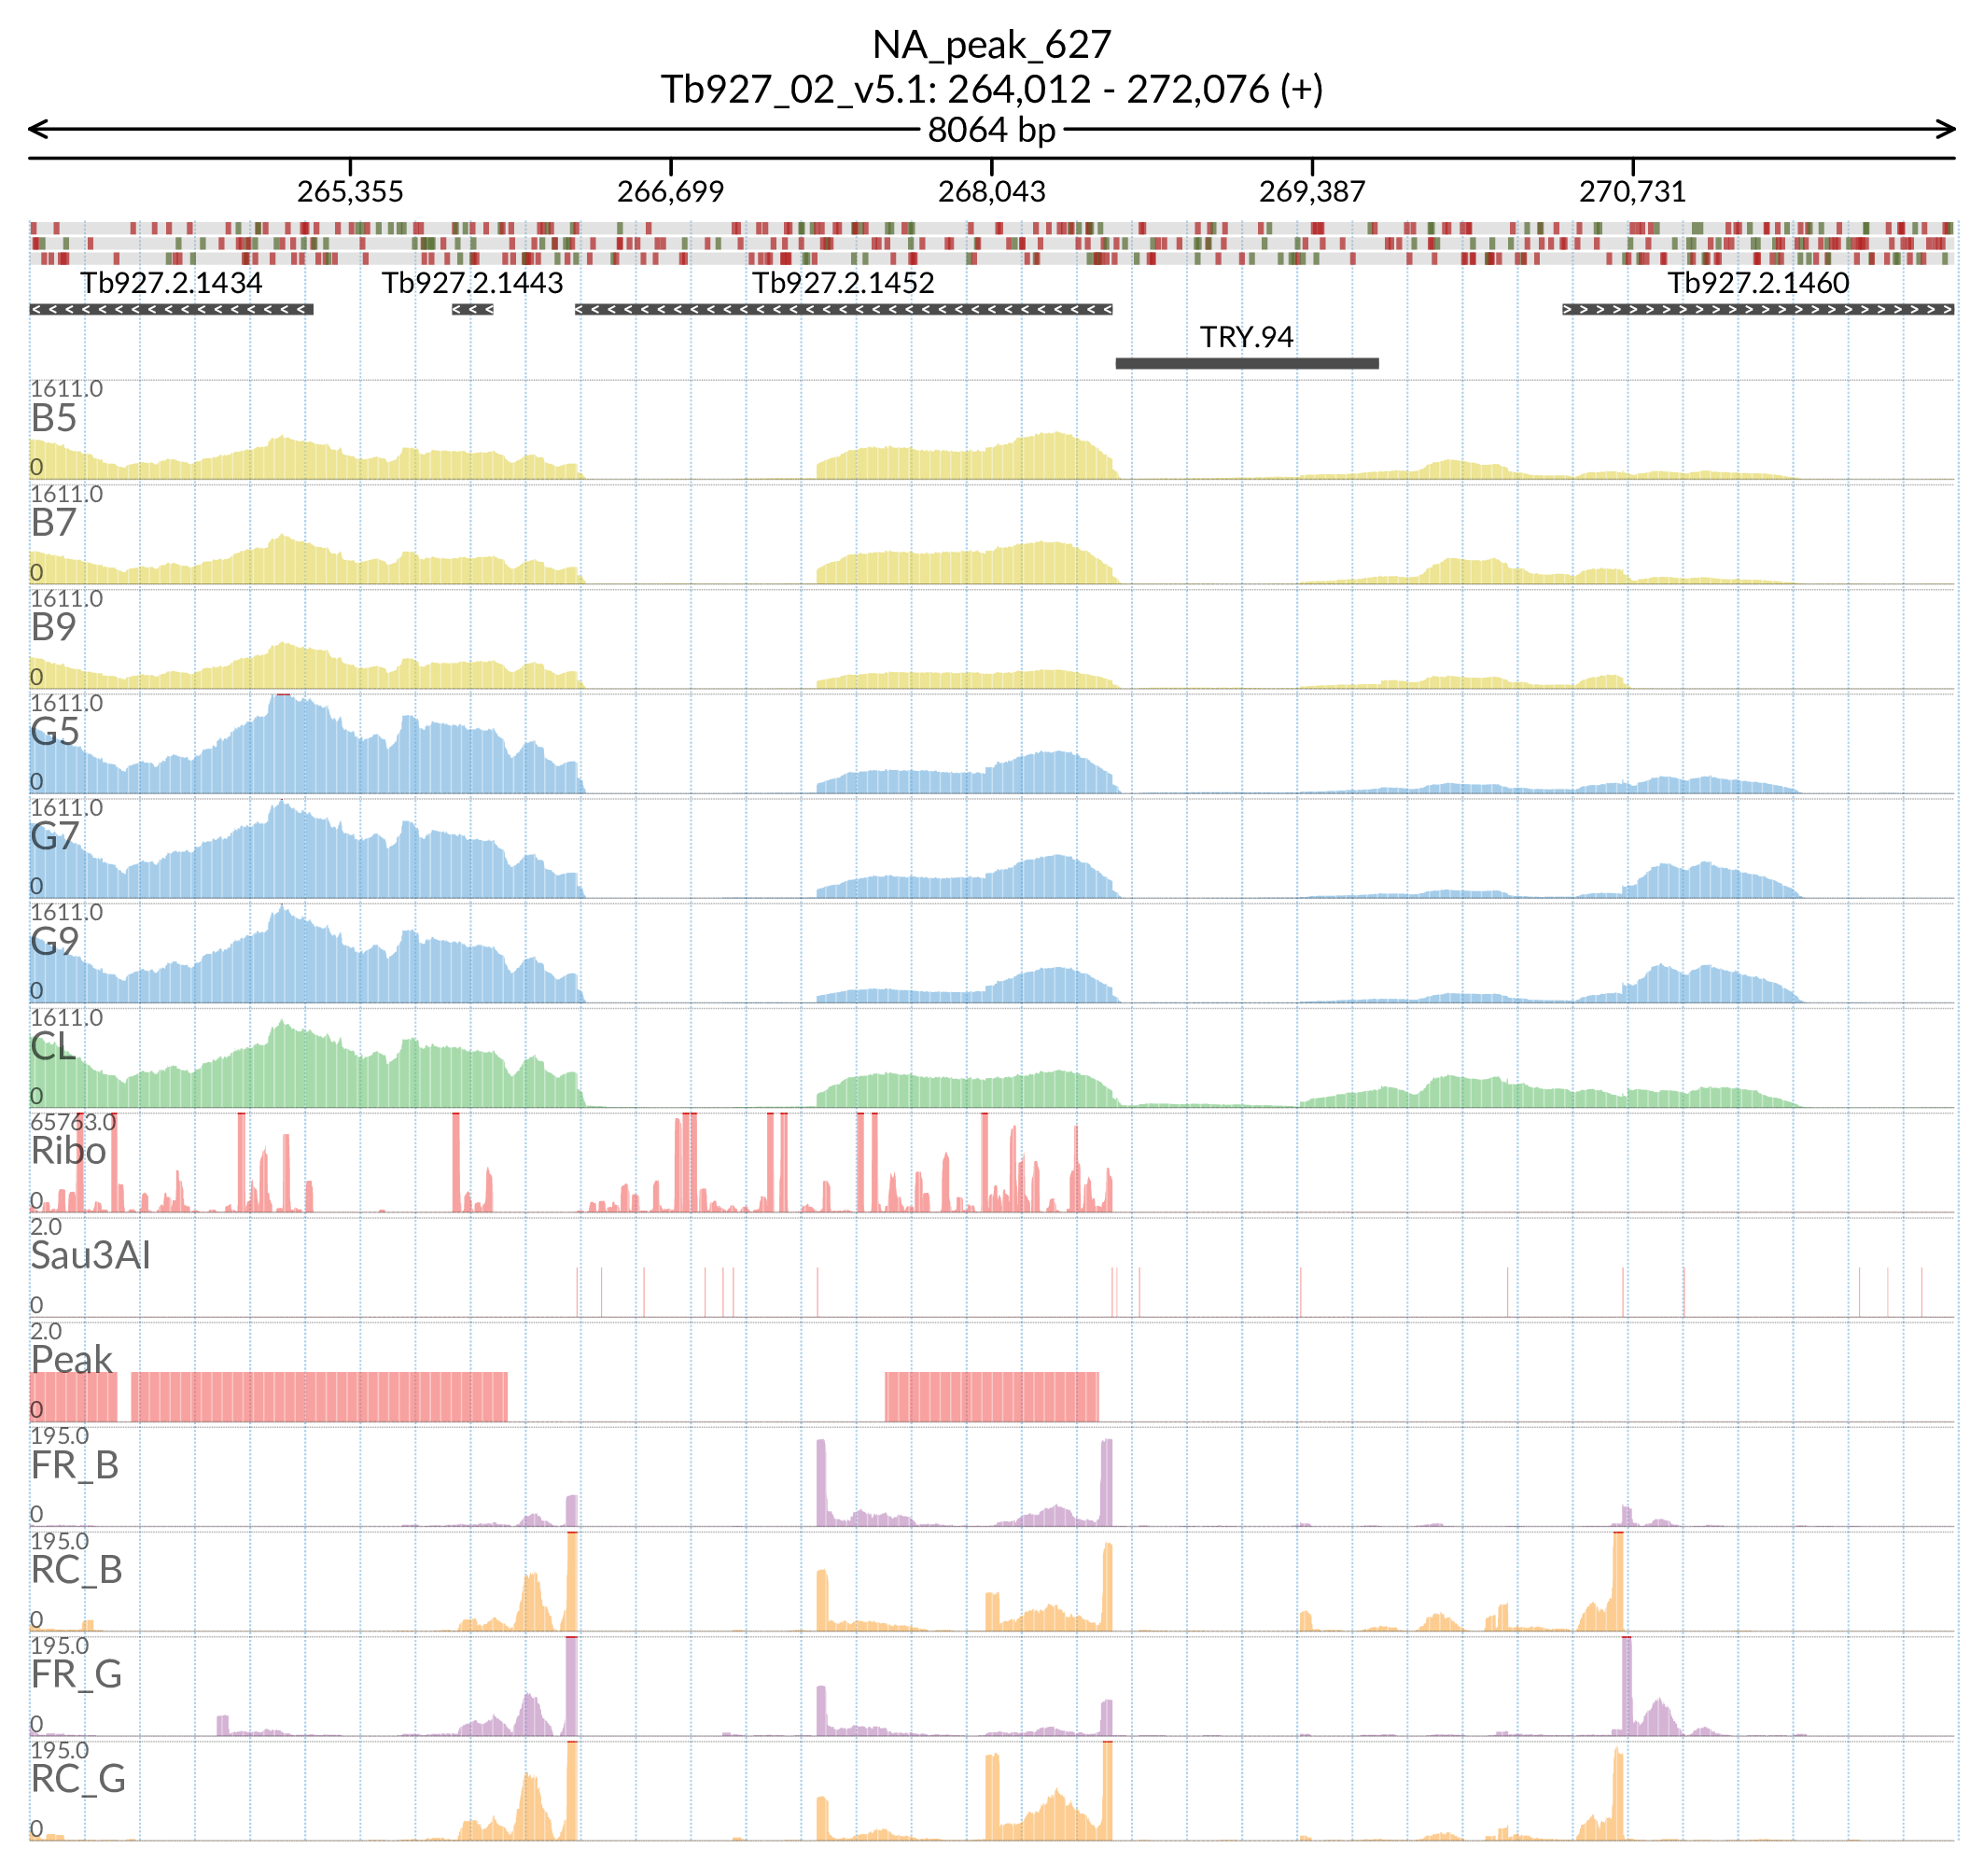 NA_peak_627
Tb927_02_v5.1: 264,012 - 272,076 (+)
8064 bp
265,355 266,699 268,043 269,387 270,731
Tb927.2.1434 Tb927.2.1443 Tb927.2.1452 Tb927.2.1460
TRY.94
1611.0
B5
0
1611.0
B7
0
1611.0
B9
0
1611.0
G5
0
1611.0
G7
0
1611.0
G9
0
1611.0
CL
0
65763.0
Ribo
0
2.0
Sau3AI
0
2.0
Peak
0
195.0
FR_B
0
195.0
RC_B
0
195.0
FR_G
0
195.0
RC_G
0